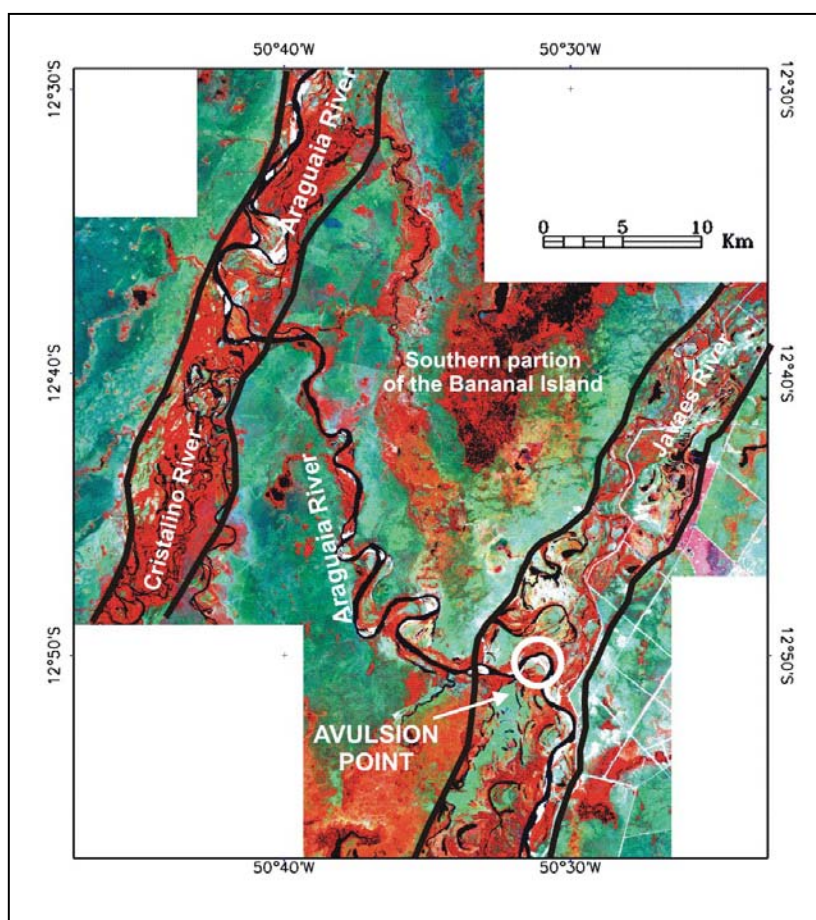 50°40'W 50°30'W
12°30'S 12°30'S
Araguaia River
0 5 10
Km
12°40'S 12°40'S
Southern partion
of the Bananal Island
Javaes River
Cristalino River
Araguaia River
12°50'S 12°50'S
AVULSION
POINT
50°40'W 50°30'W